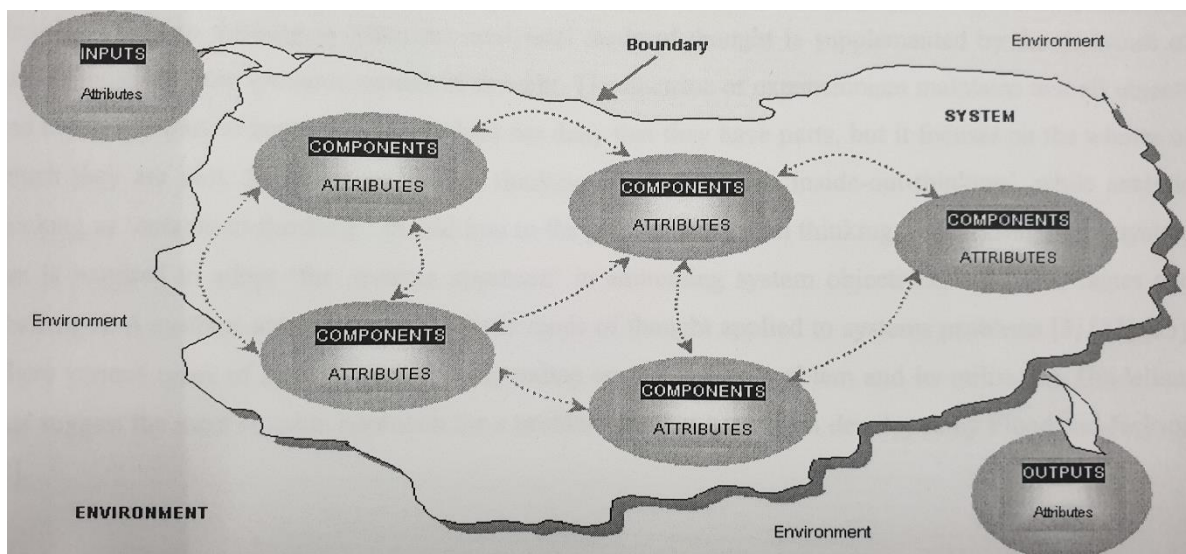 Boundary
Environment
INPUTS
Attributes
SYSTEM
COMPONENTS
ATTRIBUTES
COMPONENTS
ATTRIBUTES
COMPONENTS
ATTRIBUTES
Environment
COMPONENTS
ATTRIBUTES
COMPONENTS
ATTRIBUTES
OUTPUTS
Attributes
ENVIRONMENT
Environment